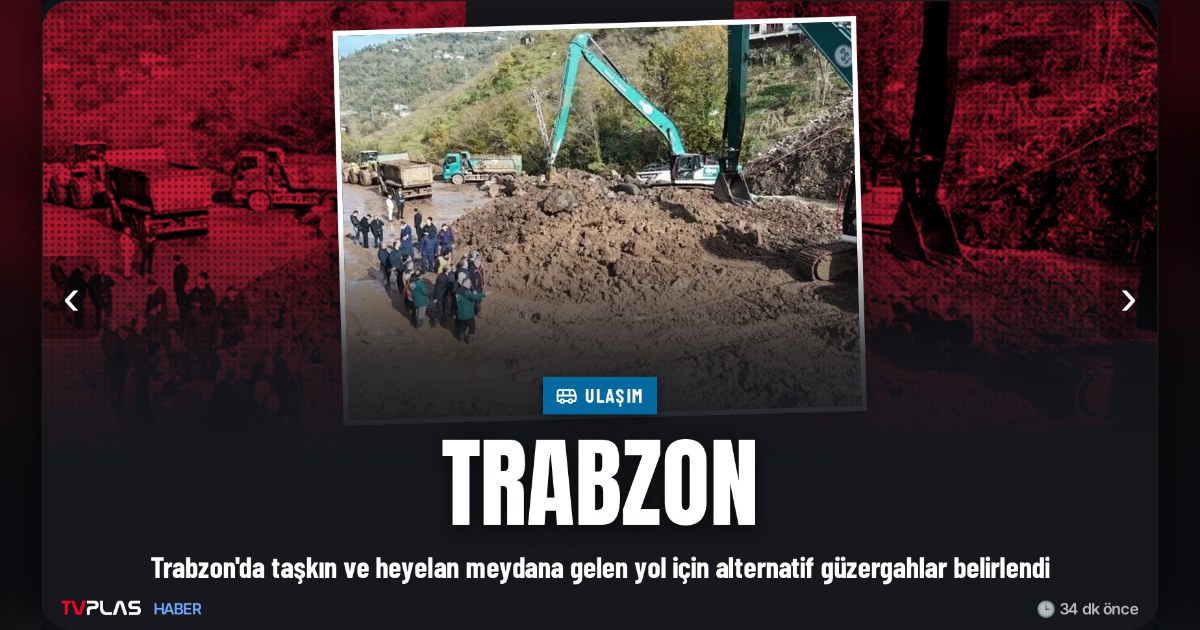 ULAŞIM
TRABZON
Trabzon'da taşkın ve heyelan meydana gelen yol için alternatif güzergahlar belirlendi
TVPLAS HABER
34 dk önce